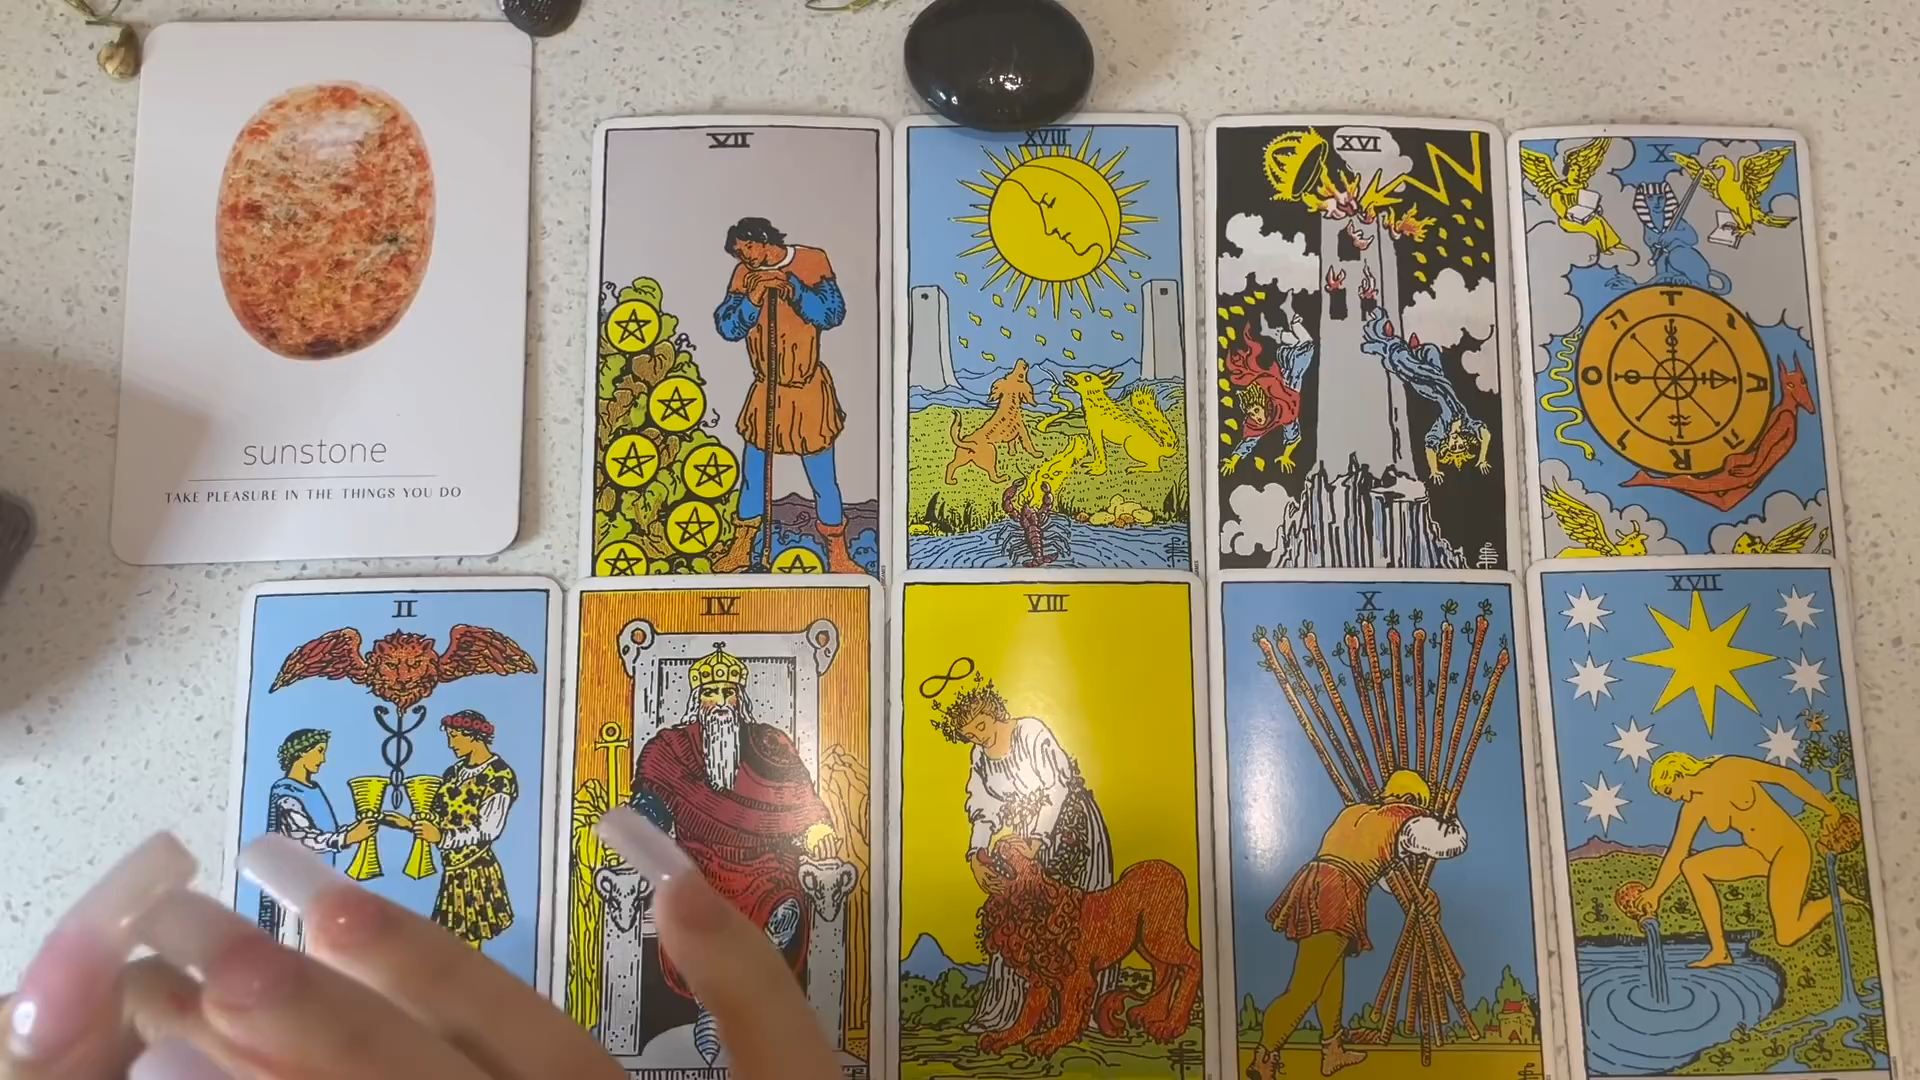 VII
XVIII
XVI
X
T
A
R
O
sunstone
TAKE PLEASURE IN THE THINGS YOU DO
II
IV
VIII
X
XVII